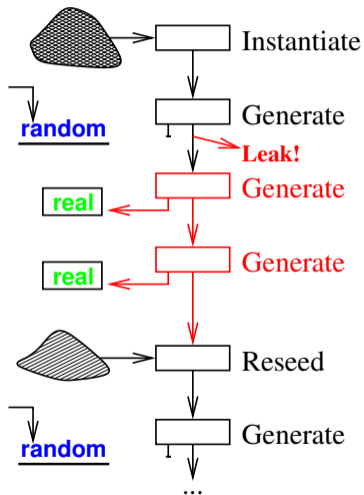 Instantiate
Generate
random
Leak!
Generate
real
Generate
real
Reseed
Generate
random
...